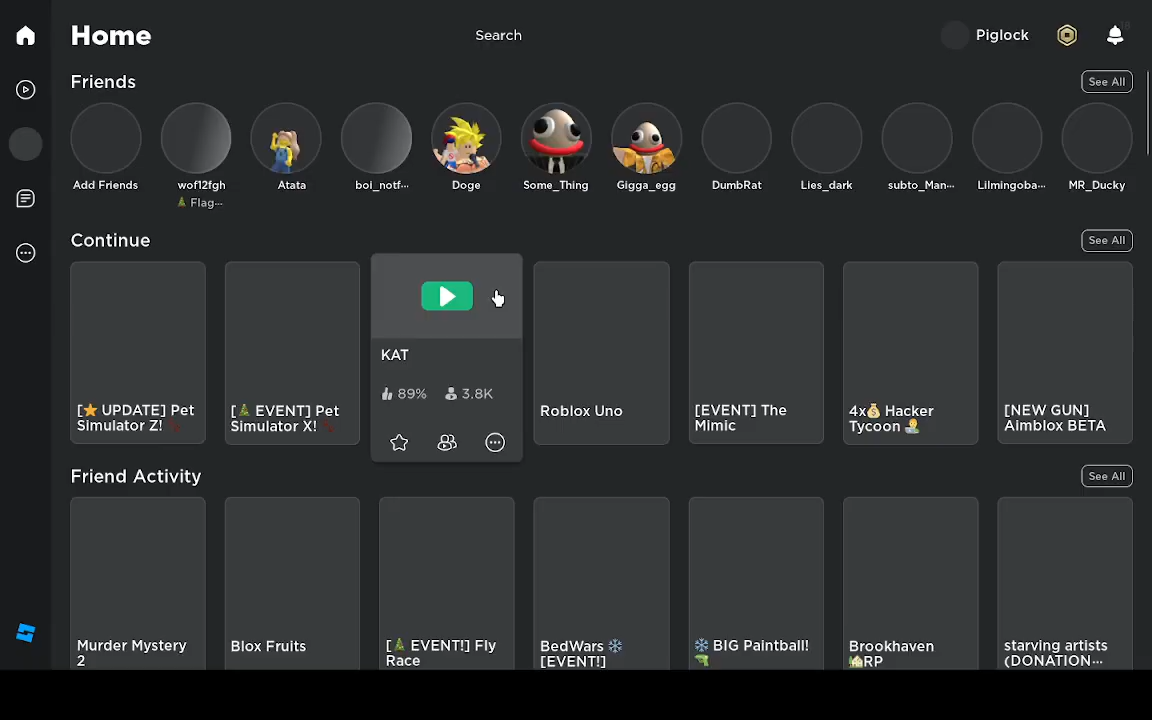 Home
Search
Piglock
18
Friends
See All
Add Friends
wof12fgh
Atata
boi_notf...
Doge
Some_Thing
Gigga_egg
DumbRat
Lies_dark
subto_Man...
Lilmingoba...
MR_Ducky
🎄 Flag...
Continue
See All
[⭐ UPDATE] Pet
Simulator Z!
[🎄 EVENT] Pet
Simulator X!
KAT
89%
3.8K
Roblox Uno
[EVENT] The
Mimic
4x💰 Hacker
Tycoon 👨‍💻
[NEW GUN]
Aimblox BETA
Friend Activity
See All
Murder Mystery
2
Blox Fruits
[🎄 EVENT!] Fly
Race
BedWars ❄️
[EVENT!]
❄️ BIG Paintball!
🔫
Brookhaven
🏡RP
starving artists
(DONATION...